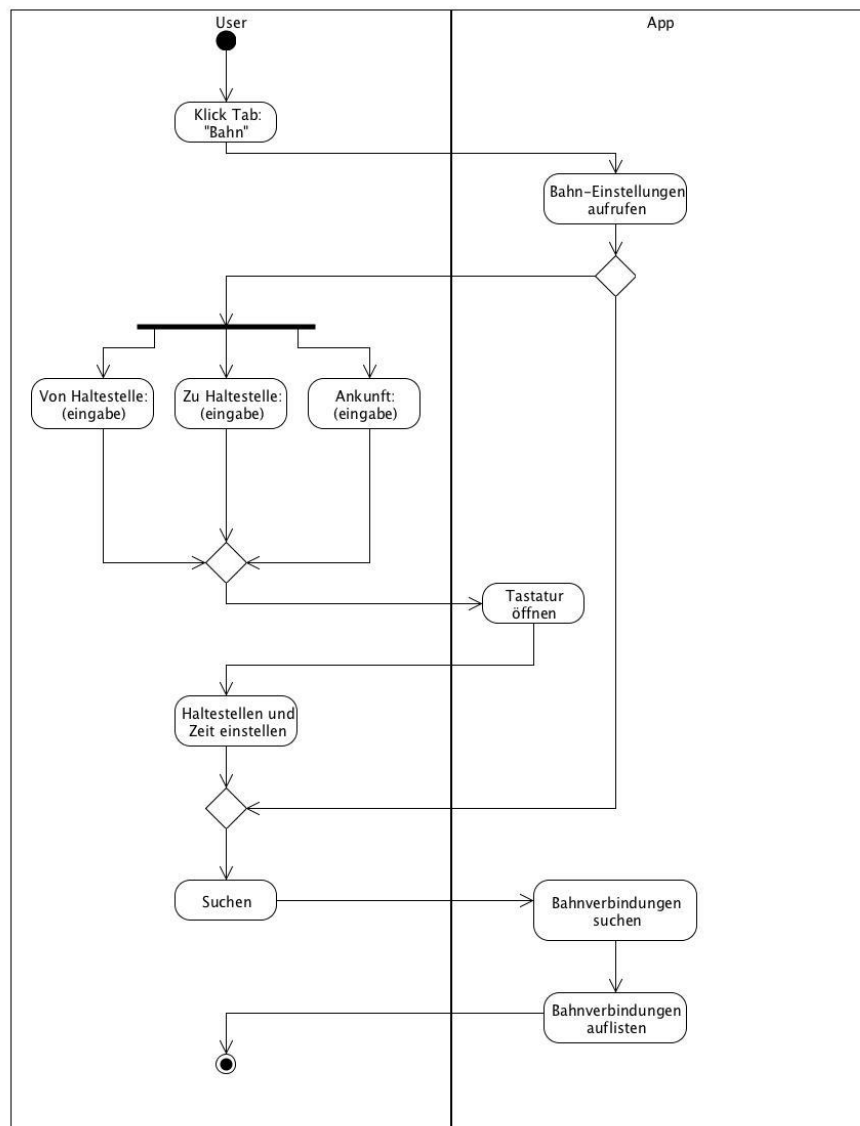 User
App
Klick Tab:
"Bahn"
Bahn-Einstellungen
aufrufen
Von Haltestelle:
(eingabe)
Zu Haltestelle:
(eingabe)
Ankunft:
(eingabe)
Tastatur
öffnen
Haltestellen und
Zeit einstellen
Suchen
Bahnverbindungen
suchen
Bahnverbindungen
auflisten